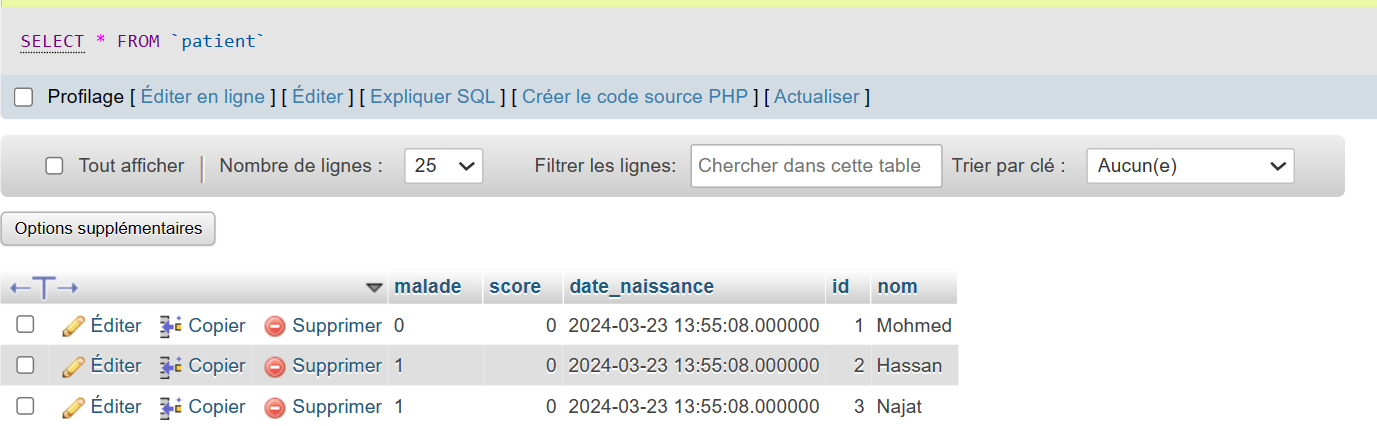 SELECT * FROM `patient`
Profilage [ Éditer en ligne ] [ Éditer ] [ Expliquer SQL ] [ Créer le code source PHP ] [ Actualiser ]
Tout afficher | Nombre de lignes : 25 Filtrer les lignes: Chercher dans cette table Trier par clé : Aucun(e)
Options supplémentaires
malade score date_naissance id nom
Éditer Copier Supprimer 0 0 2024-03-23 13:55:08.000000 1 Mohmed
Éditer Copier Supprimer 1 0 2024-03-23 13:55:08.000000 2 Hassan
Éditer Copier Supprimer 1 0 2024-03-23 13:55:08.000000 3 Najat